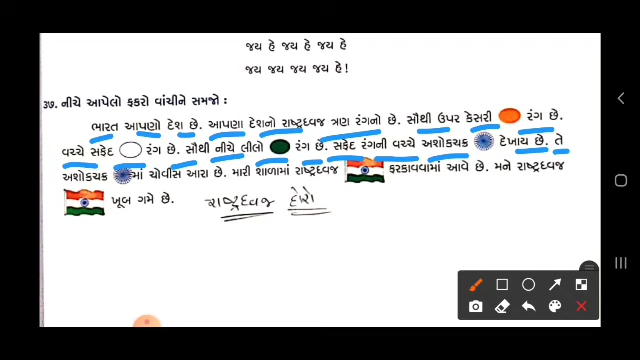 જય હે જય હે જય હે
જય જય જય જય હે!
૩૭. નીચે આપેલો ફકરો વાંચીને સમજો :
ભારત આપણો દેશ છે. આપણા દેશનો રાષ્ટ્રધ્વજ ત્રણ રંગનો છે. સૌથી ઉપર કેસરી રંગ છે.
વચ્ચે સફેદ રંગ છે. સૌથી નીચે લીલો રંગ છે. સફેદ રંગની વચ્ચે અશોકચક્ર દેખાય છે. તે
અશોકચક્ર માં ચોવીસ આરા છે. મારી શાળામાં રાષ્ટ્રધ્વજ ફરકાવવામાં આવે છે. મને રાષ્ટ્રધ્વજ
ખૂબ ગમે છે. રાષ્ટ્રધ્વજ દોરો